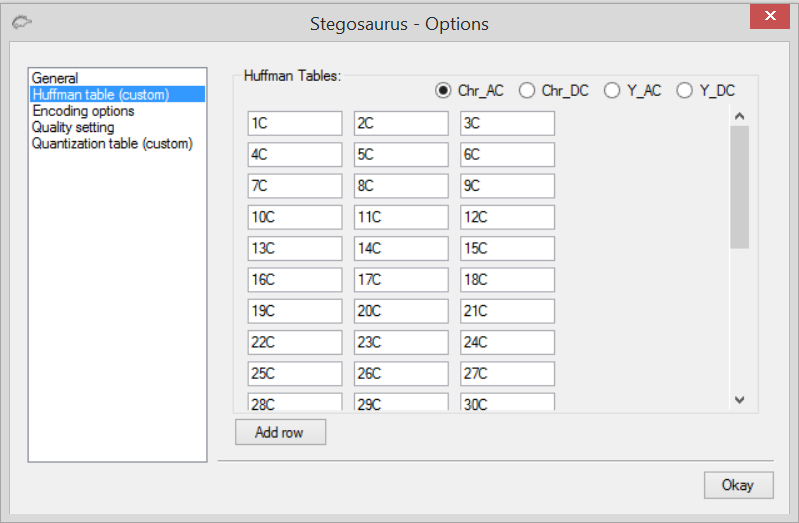 Stegosaurus - Options
General
Huffman table (custom)
Encoding options
Quality setting
Quantization table (custom)
Huffman Tables:
Chr_AC Chr_DC Y_AC Y_DC
1C 2C 3C
4C 5C 6C
7C 8C 9C
10C 11C 12C
13C 14C 15C
16C 17C 18C
19C 20C 21C
22C 23C 24C
25C 26C 27C
28C 29C 30C
Add row
Okay